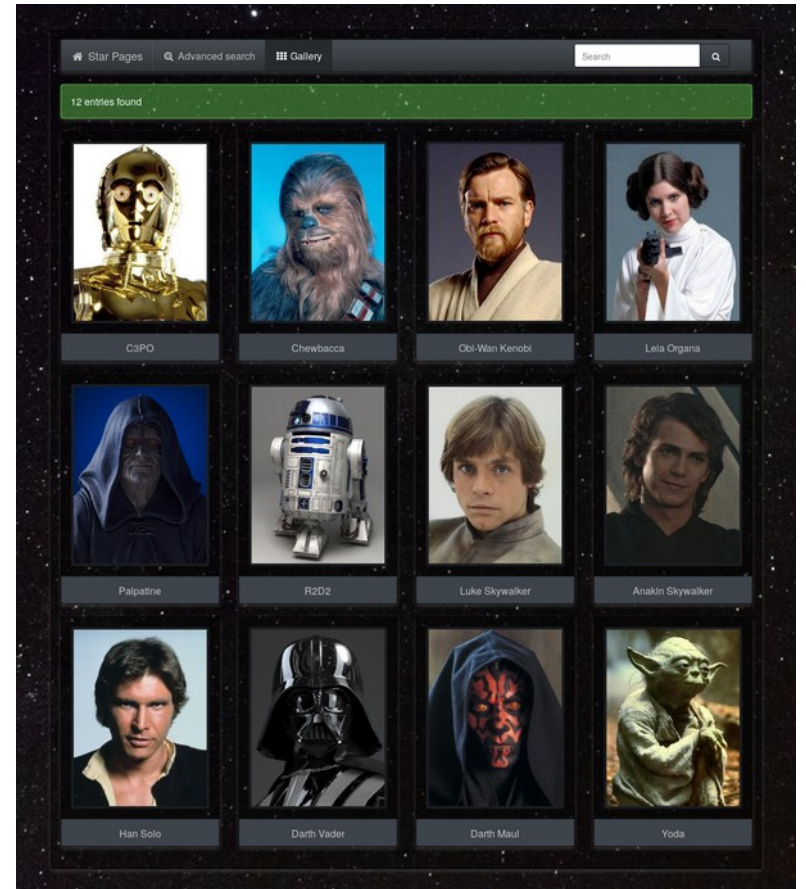 Star Pages Advanced search Gallery Search
12 entries found
C3PO Chewbacca Obi-Wan Kenobi Leia Organa
Palpatine R2D2 Luke Skywalker Anakin Skywalker
Han Solo Darth Vader Darth Maul Yoda